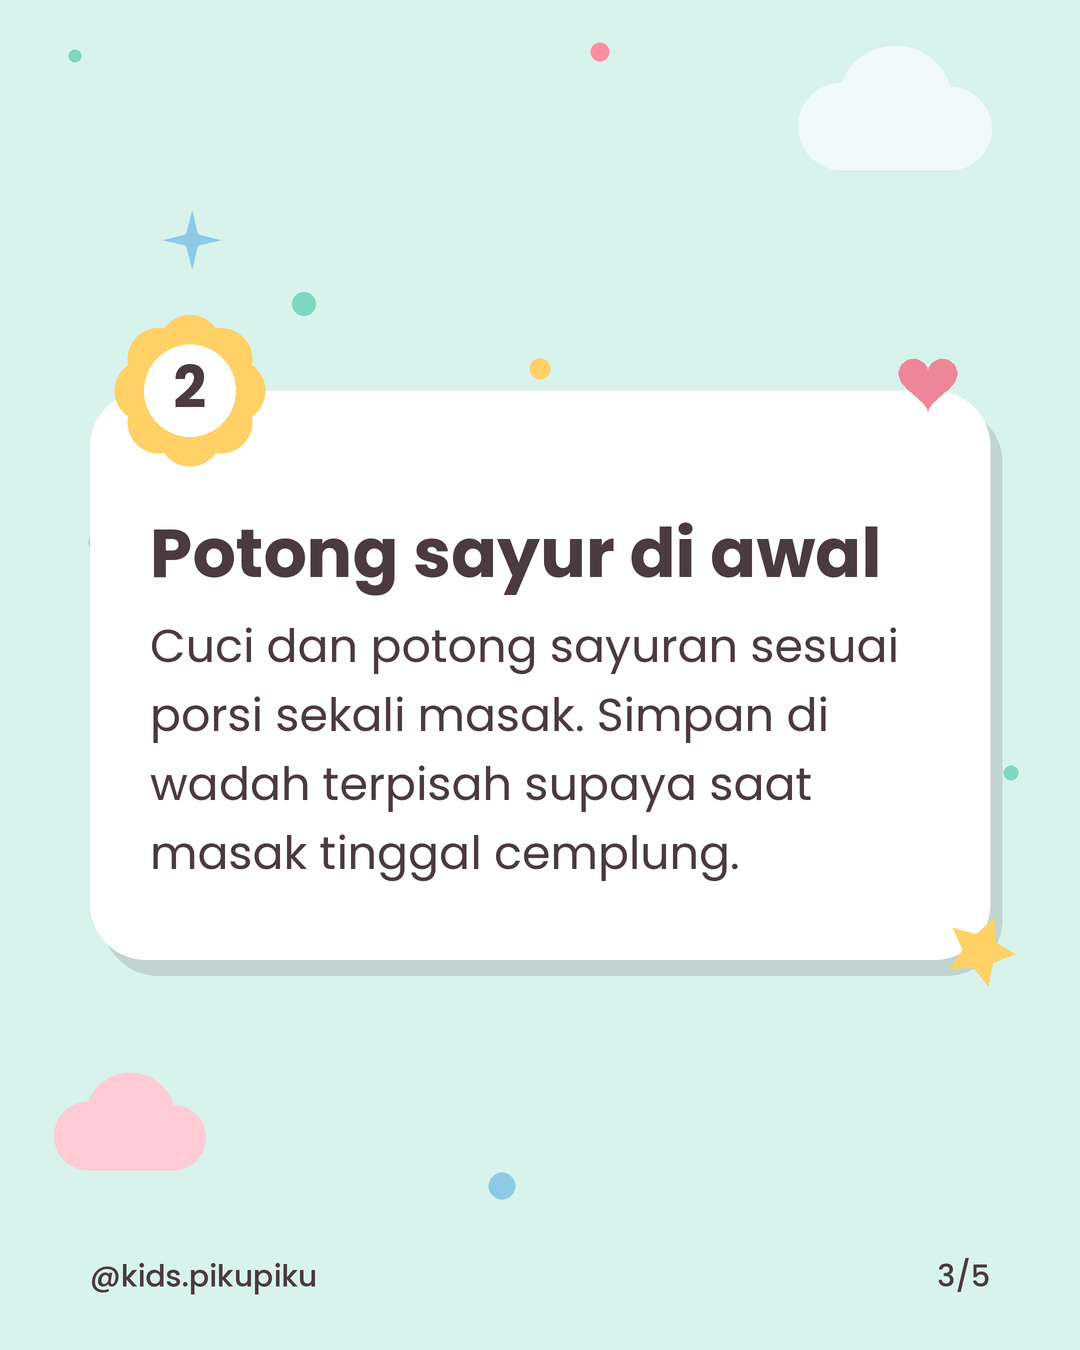 2
Potong sayur di awal
Cuci dan potong sayuran sesuai
porsi sekali masak. Simpan di
wadah terpisah supaya saat
masak tinggal cemplung.
@kids.pikupiku
3/5